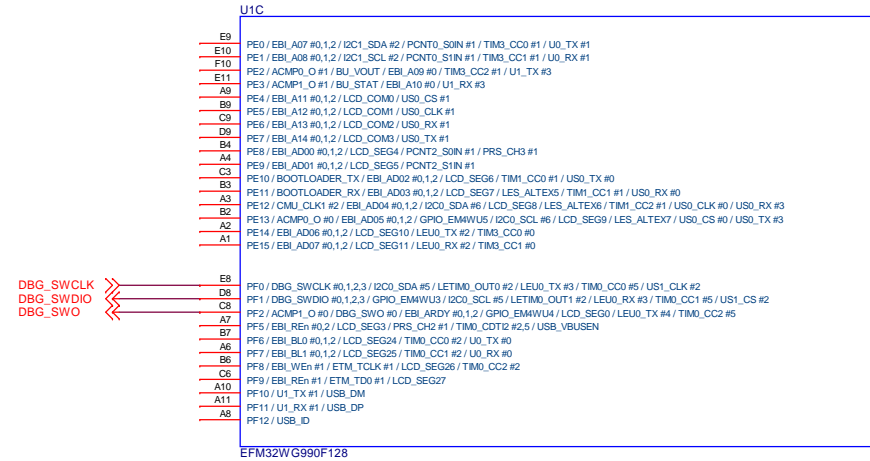 U1C
E9 PE0 / EBI_A07 #0,1,2 / I2C1_SDA #2 / PCNT0_S0IN #1 / TIM3_CC0 #1 / U0_TX #1
E10 PE1 / EBI_A08 #0,1,2 / I2C1_SCL #2 / PCNT0_S1IN #1 / TIM3_CC1 #1 / U0_RX #1
F10 PE2 / ACMP0_O #1 / BU_VOUT / EBI_A09 #0 / TIM3_CC2 #1 / U1_TX #3
E11 PE3 / ACMP1_O #1 / BU_STAT / EBI_A10 #0 / U1_RX #3
A9 PE4 / EBI_A11 #0,1,2 / LCD_COM0 / US0_CS #1
B9 PE5 / EBI_A12 #0,1,2 / LCD_COM1 / US0_CLK #1
C9 PE6 / EBI_A13 #0,1,2 / LCD_COM2 / US0_RX #1
D9 PE7 / EBI_A14 #0,1,2 / LCD_COM3 / US0_TX #1
B4 PE8 / EBI_AD00 #0,1,2 / LCD_SEG4 / PCNT2_S0IN #1 / PRS_CH3 #1
A4 PE9 / EBI_AD01 #0,1,2 / LCD_SEG5 / PCNT2_S1IN #1
C3 PE10 / BOOTLOADER_TX / EBI_AD02 #0,1,2 / LCD_SEG6 / TIM1_CC0 #1 / US0_TX #0
B3 PE11 / BOOTLOADER_RX / EBI_AD03 #0,1,2 / LCD_SEG7 / LES_ALTEX5 / TIM1_CC1 #1 / US0_RX #0
A3 PE12 / CMU_CLK1 #2 / EBI_AD04 #0,1,2 / I2C0_SDA #6 / LCD_SEG8 / LES_ALTEX6 / TIM1_CC2 #1 / US0_CLK #0 / US0_RX #3
B2 PE13 / ACMP0_O #0 / EBI_AD05 #0,1,2 / GPIO_EM4WU5 / I2C0_SCL #6 / LCD_SEG9 / LES_ALTEX7 / US0_CS #0 / US0_TX #3
A2 PE14 / EBI_AD06 #0,1,2 / LCD_SEG10 / LEU0_TX #2 / TIM3_CC0 #0
A1 PE15 / EBI_AD07 #0,1,2 / LCD_SEG11 / LEU0_RX #2 / TIM3_CC1 #0
DBG_SWCLK E8 PF0 / DBG_SWCLK #0,1,2,3 / I2C0_SDA #5 / LETIM0_OUT0 #2 / LEU0_TX #3 / TIM0_CC0 #5 / US1_CLK #2
DBG_SWDIO D8 PF1 / DBG_SWDIO #0,1,2,3 / GPIO_EM4WU3 / I2C0_SCL #5 / LETIM0_OUT1 #2 / LEU0_RX #3 / TIM0_CC1 #5 / US1_CS #2
DBG_SWO C8 PF2 / ACMP1_O #0 / DBG_SWO #0 / EBI_ARDY #0,1,2 / GPIO_EM4WU4 / LCD_SEG0 / LEU0_TX #4 / TIM0_CC2 #5
A7 PF5 / EBI_REn #0,2 / LCD_SEG3 / PRS_CH2 #1 / TIM0_CDTI2 #2,5 / USB_VBUSEN
B7 PF6 / EBI_BL0 #0,1,2 / LCD_SEG24 / TIM0_CC0 #2 / U0_TX #0
A6 PF7 / EBI_BL1 #0,1,2 / LCD_SEG25 / TIM0_CC1 #2 / U0_RX #0
B6 PF8 / EBI_WEn #1 / ETM_TCLK #1 / LCD_SEG26 / TIM0_CC2 #2
C6 PF9 / EBI_REn #1 / ETM_TD0 #1 / LCD_SEG27
A10 PF10 / U1_TX #1 / USB_DM
A11 PF11 / U1_RX #1 / USB_DP
A8 PF12 / USB_ID
EFM32WG990F128